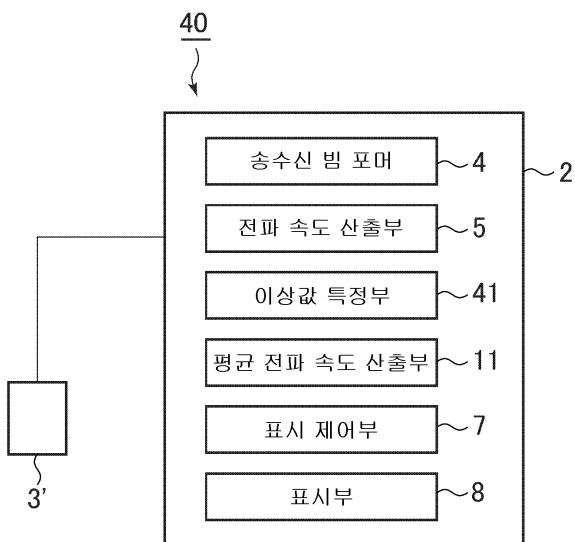 40
송수신 빔 포머
4
2
전파 속도 산출부
5
이상값 특정부
41
평균 전파 속도 산출부
11
표시 제어부
7
표시부
8
3'